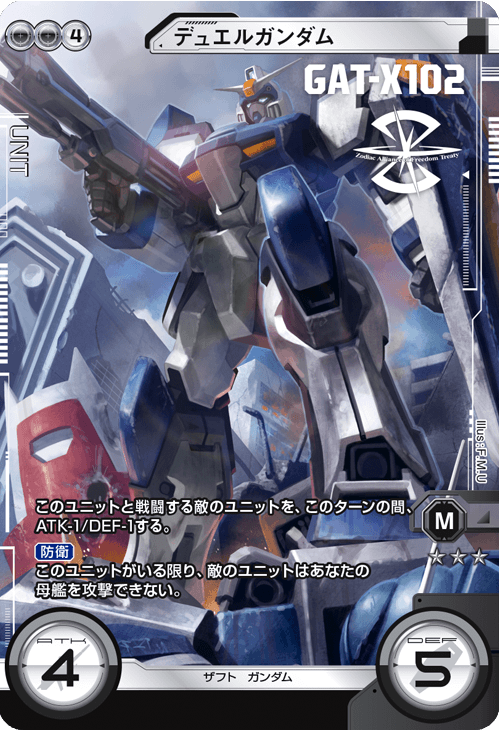 4
デュエルガンダム
GAT-X102
UNIT
Zodiac Alliance of Freedom Treaty
Illus:F.M.U
このユニットと戦闘する敵のユニットを、このターンの間、
ATK-1/DEF-1する。
防衛
このユニットがいる限り、敵のユニットはあなたの
母艦を攻撃できない。
M
ATK
4
DEF
5
ザフト ガンダム